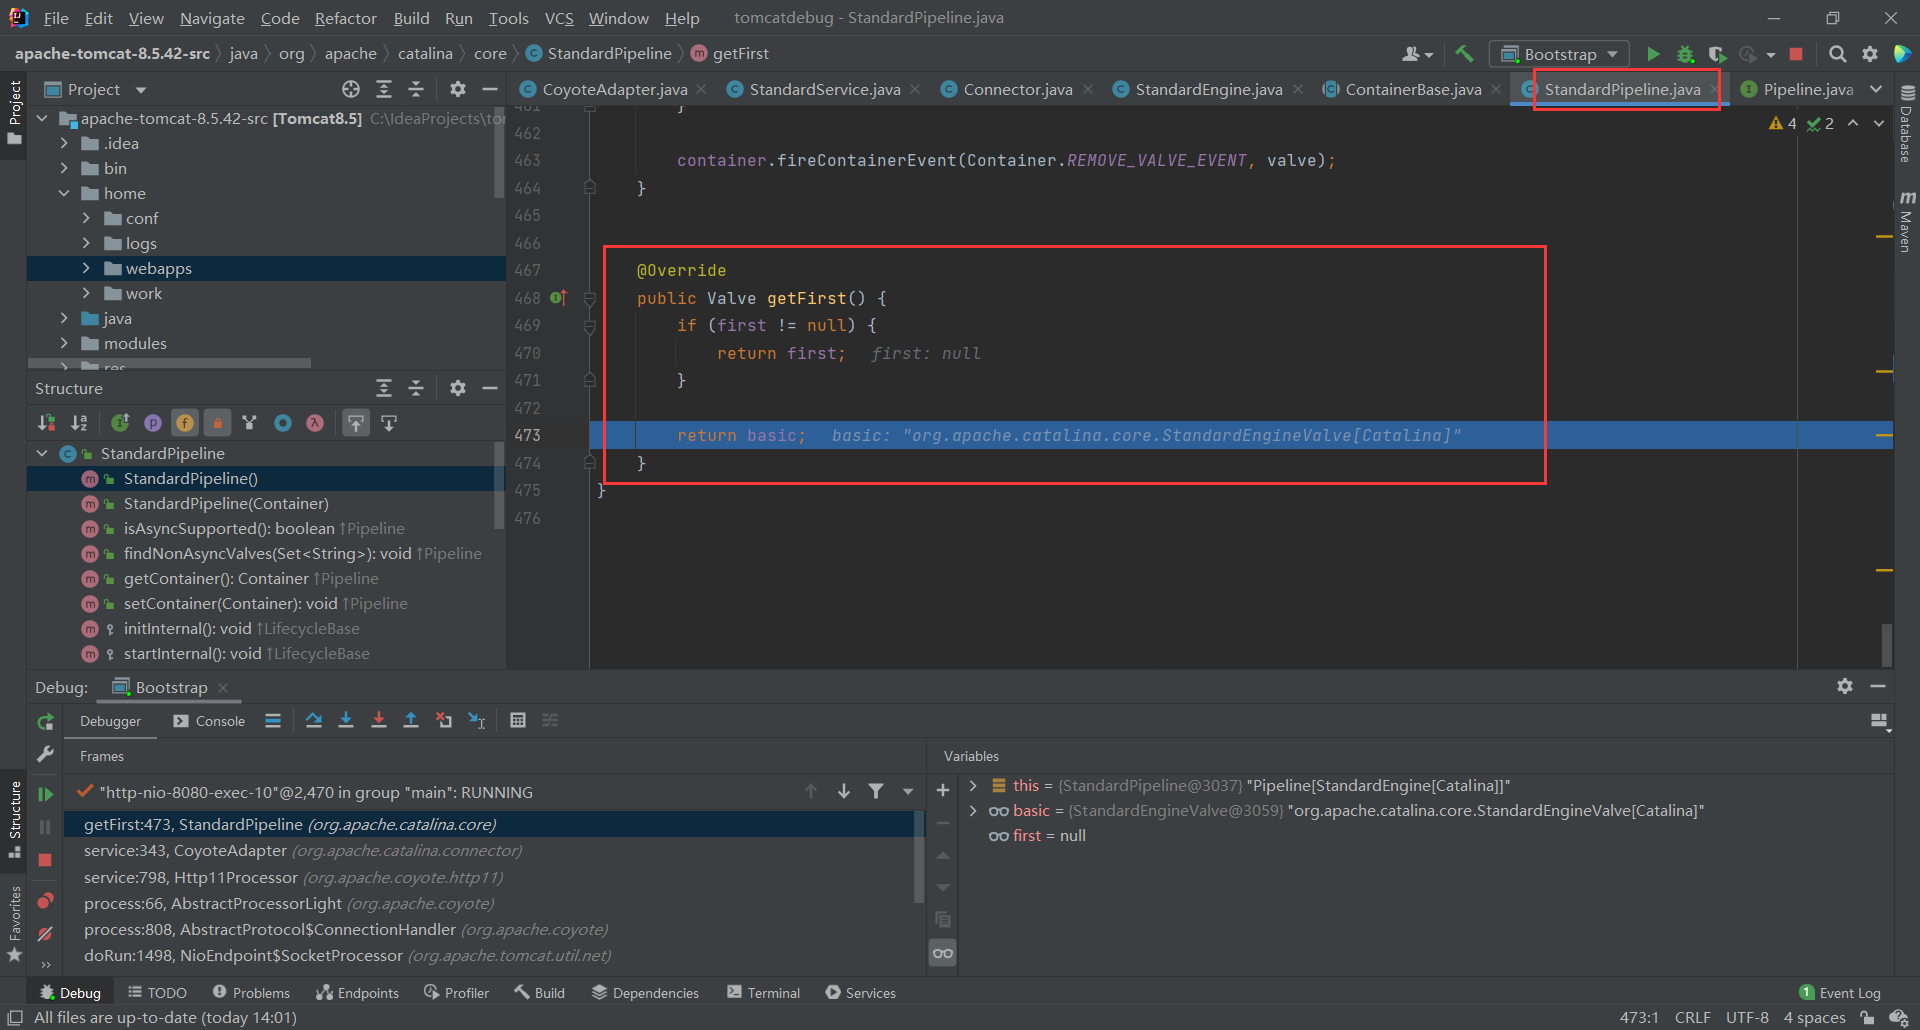 File Edit View Navigate Code Refactor Build Run Tools VCS Window Help tomcatdebug - StandardPipeline.java
apache-tomcat-8.5.42-src java org apache catalina core StandardPipeline getFirst
Bootstrap
Project
CoyoteAdapter.java StandardService.java Connector.java StandardEngine.java ContainerBase.java StandardPipeline.java Pipeline.java
Project
apache-tomcat-8.5.42-src [Tomcat8.5] C:\IdeaProjects\tor
.idea
bin
home
conf
logs
webapps
work
java
modules
res
4 2
Database
Maven
461 }
462
463 container.fireContainerEvent(Container.REMOVE_VALVE_EVENT, valve);
464 }
465
466
467 @Override
468 public Valve getFirst() {
469 if (first != null) {
470 return first; first: null
471 }
472
473 return basic; basic: "org.apache.catalina.core.StandardEngineValve[Catalina]"
474 }
475 }
476
Structure
StandardPipeline
StandardPipeline()
StandardPipeline(Container)
isAsyncSupported(): boolean ↑Pipeline
findNonAsyncValves(Set<String>): void ↑Pipeline
getContainer(): Container ↑Pipeline
setContainer(Container): void ↑Pipeline
initInternal(): void ↑LifecycleBase
startInternal(): void ↑LifecycleBase
Debug: Bootstrap
Debugger Console
Frames
"http-nio-8080-exec-10"@2,470 in group "main": RUNNING
getFirst:473, StandardPipeline (org.apache.catalina.core)
service:343, CoyoteAdapter (org.apache.catalina.connector)
service:798, Http11Processor (org.apache.coyote.http11)
process:66, AbstractProcessorLight (org.apache.coyote)
process:808, AbstractProtocol$ConnectionHandler (org.apache.coyote)
doRun:1498, NioEndpoint$SocketProcessor (org.apache.tomcat.util.net)
Variables
this = {StandardPipeline@3037} "Pipeline[StandardEngine[Catalina]]"
basic = {StandardEngineValve@3059} "org.apache.catalina.core.StandardEngineValve[Catalina]"
first = null
Structure
Favorites
Debug TODO Problems Endpoints Profiler Build Dependencies Terminal Services 1 Event Log
All files are up-to-date (today 14:01) 473:1 CRLF UTF-8 4 spaces